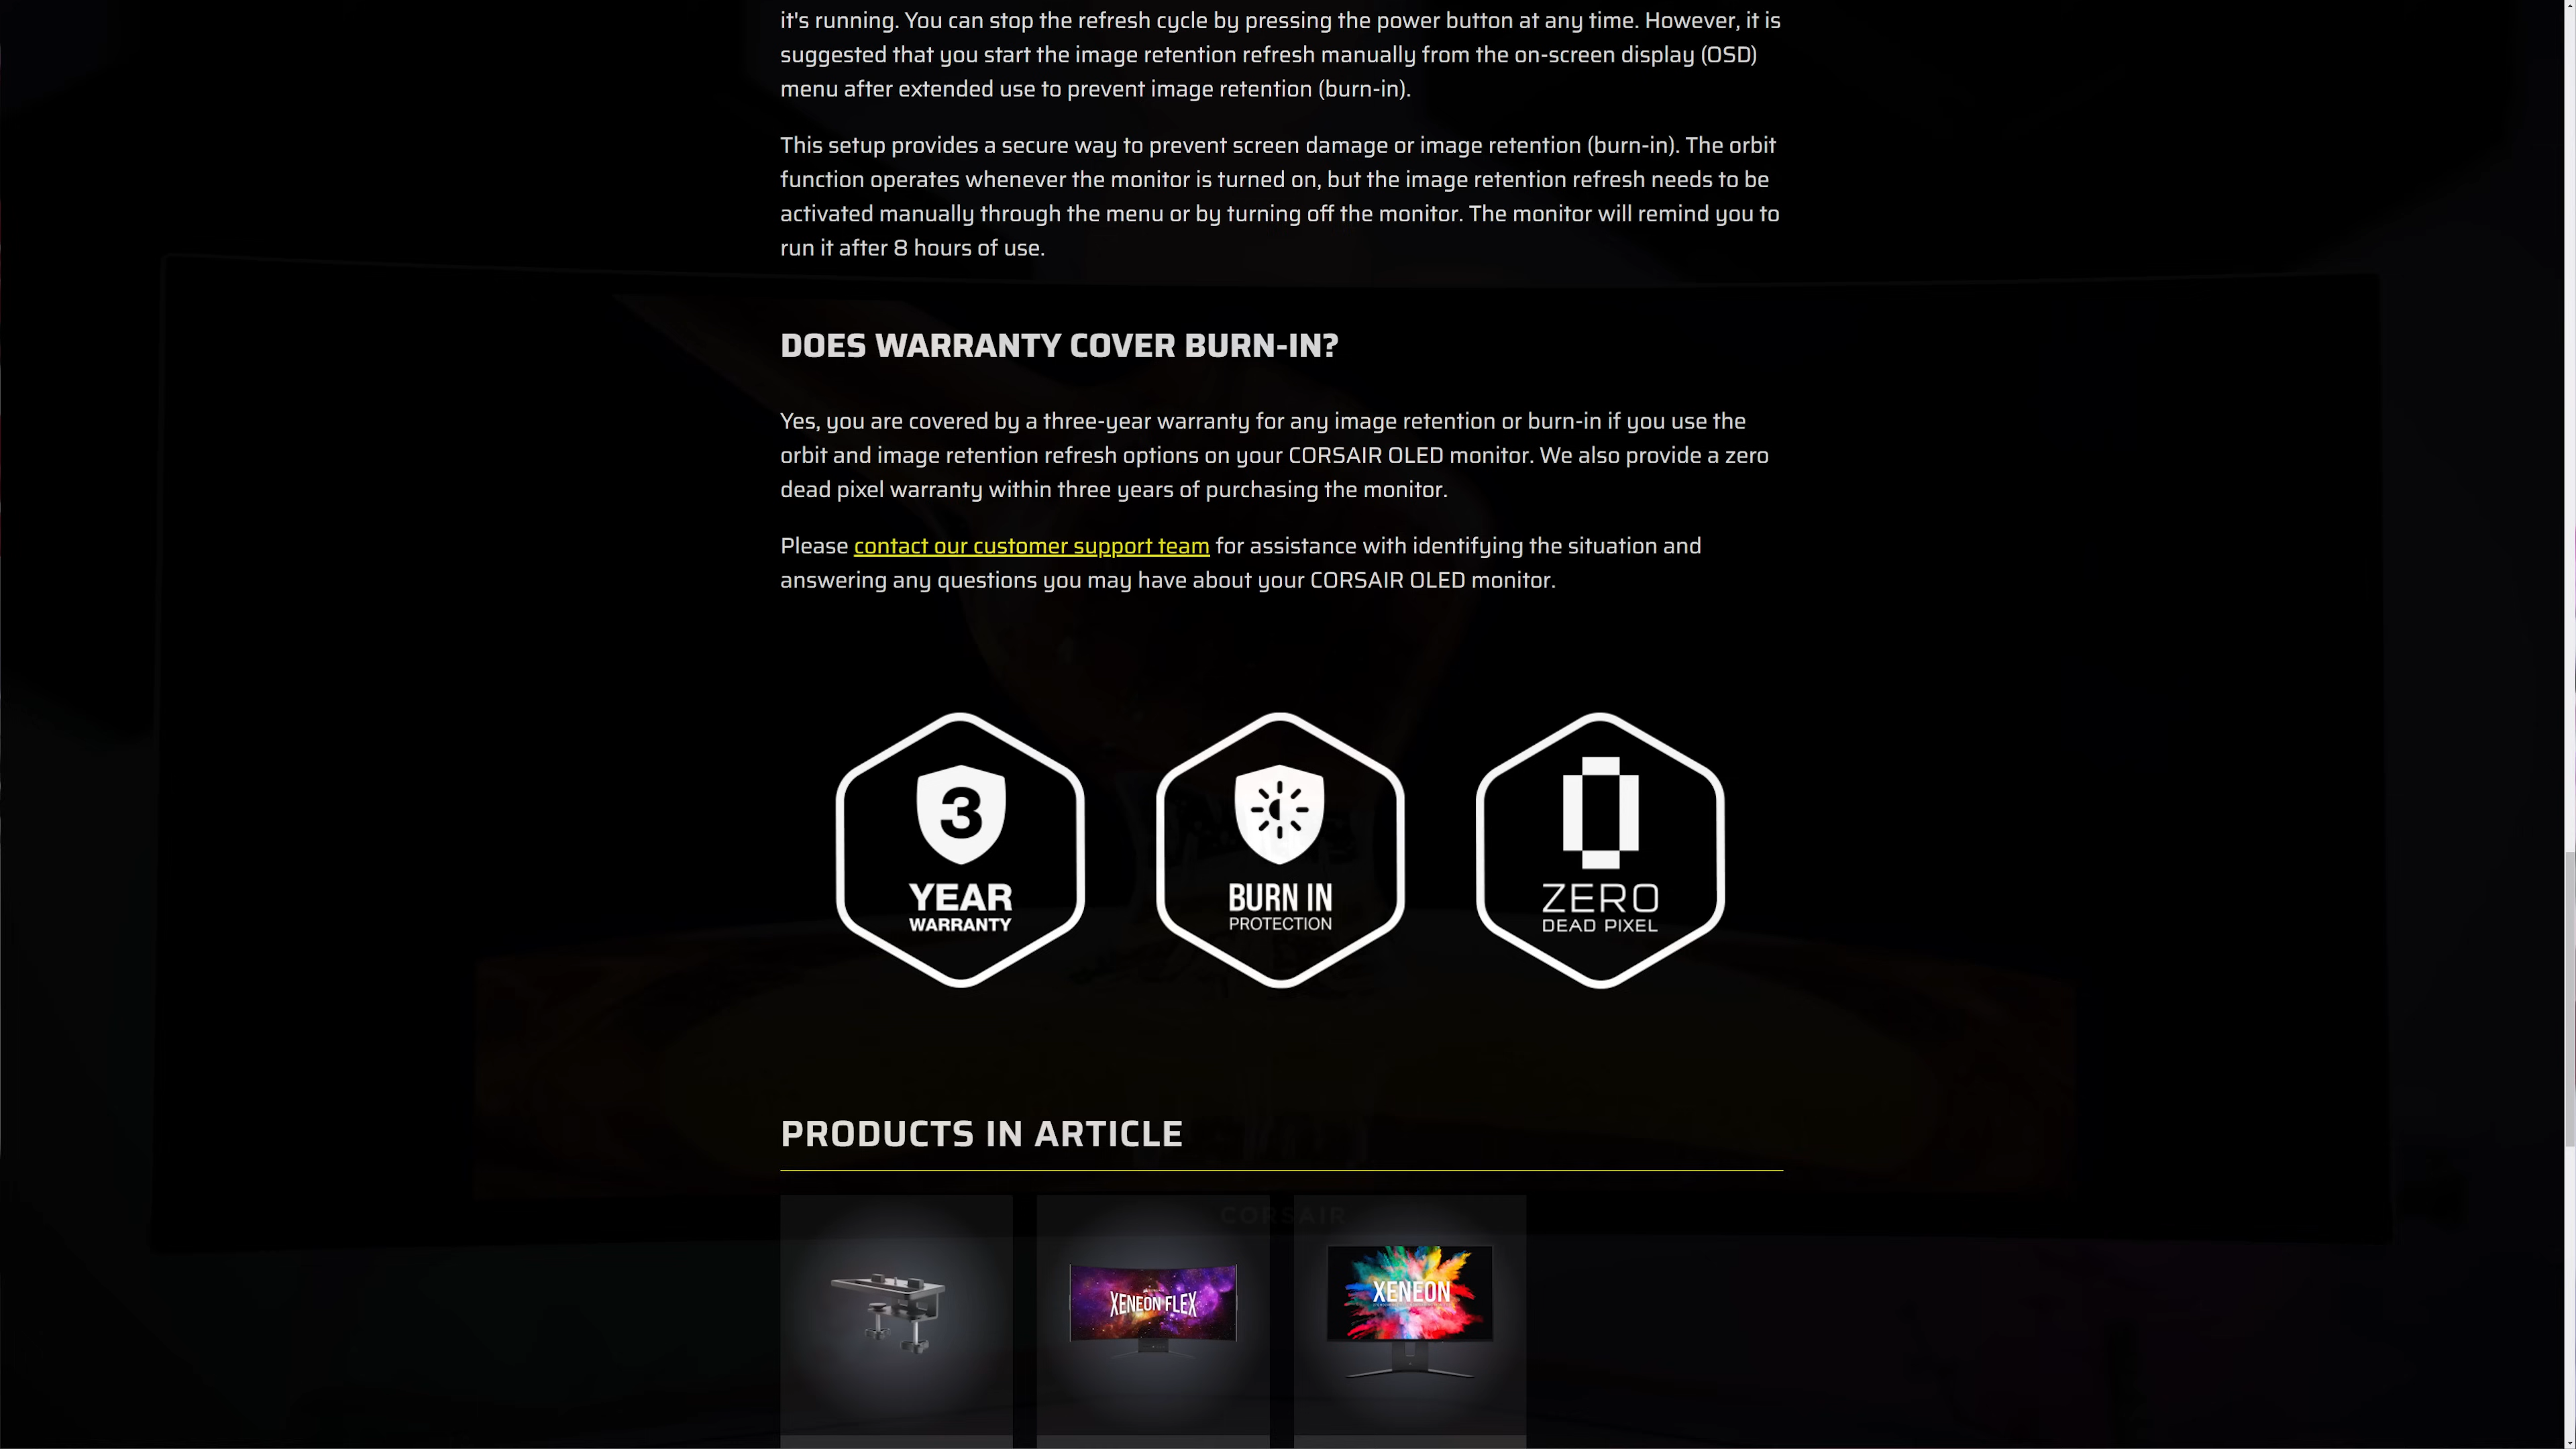 it's running. You can stop the refresh cycle by pressing the power button at any time. However, it is
suggested that you start the image retention refresh manually from the on-screen display (OSD)
menu after extended use to prevent image retention (burn-in).
This setup provides a secure way to prevent screen damage or image retention (burn-in). The orbit
function operates whenever the monitor is turned on, but the image retention refresh needs to be
activated manually through the menu or by turning off the monitor. The monitor will remind you to
run it after 8 hours of use.
DOES WARRANTY COVER BURN-IN?
Yes, you are covered by a three-year warranty for any image retention or burn-in if you use the
orbit and image retention refresh options on your CORSAIR OLED monitor. We also provide a zero
dead pixel warranty within three years of purchasing the monitor.
Please contact our customer support team for assistance with identifying the situation and
answering any questions you may have about your CORSAIR OLED monitor.
3
YEAR
WARRANTY
BURN IN
PROTECTION
0
ZERO
DEAD PIXEL
PRODUCTS IN ARTICLE
CORSAIR
XENEON FLEX
XENEON